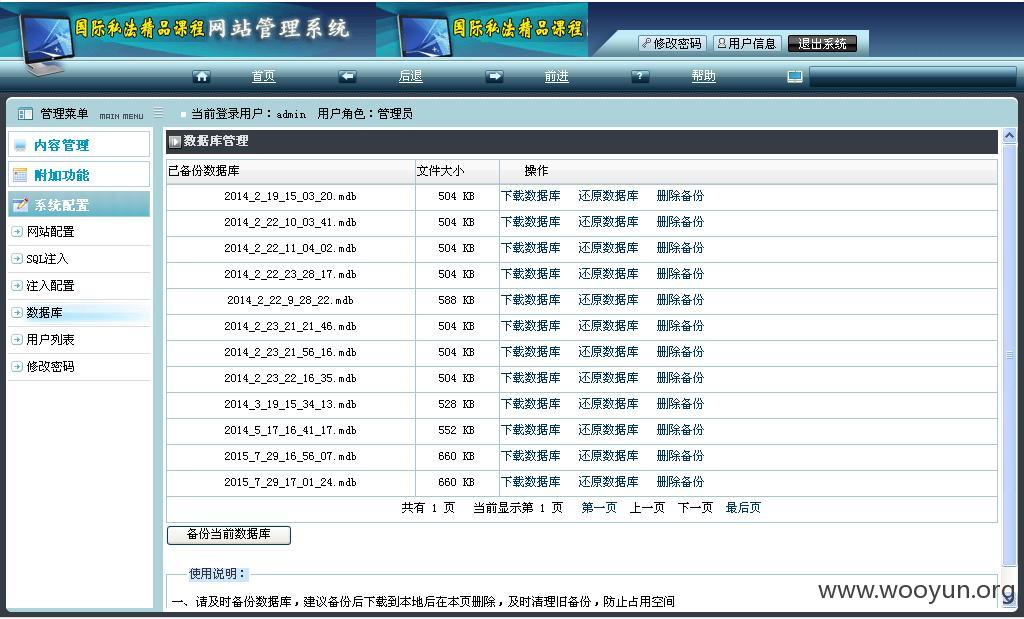 国际私法精品课程网站管理系统
国际私法精品课程
修改密码 用户信息 退出系统
首页 后退 前进 ? 帮助
管理菜单 MAIN MENU 当前登录用户：admin 用户角色：管理员
内容管理
附加功能
系统配置
网站配置
SQL注入
注入配置
数据库
用户列表
修改密码
数据库管理
已备份数据库 文件大小 操作
2014_2_19_15_03_20.mdb 504 KB 下载数据库 还原数据库 删除备份
2014_2_22_10_03_41.mdb 504 KB 下载数据库 还原数据库 删除备份
2014_2_22_11_04_02.mdb 504 KB 下载数据库 还原数据库 删除备份
2014_2_22_23_28_17.mdb 504 KB 下载数据库 还原数据库 删除备份
2014_2_22_9_28_22.mdb 588 KB 下载数据库 还原数据库 删除备份
2014_2_23_21_21_46.mdb 504 KB 下载数据库 还原数据库 删除备份
2014_2_23_21_56_16.mdb 504 KB 下载数据库 还原数据库 删除备份
2014_2_23_22_16_35.mdb 504 KB 下载数据库 还原数据库 删除备份
2014_3_19_15_34_13.mdb 528 KB 下载数据库 还原数据库 删除备份
2014_5_17_16_41_17.mdb 552 KB 下载数据库 还原数据库 删除备份
2015_7_29_16_56_07.mdb 660 KB 下载数据库 还原数据库 删除备份
2015_7_29_17_01_24.mdb 660 KB 下载数据库 还原数据库 删除备份
共有 1 页 当前显示第 1 页 第一页 上一页 下一页 最后页
备份当前数据库
使用说明：
一、请及时备份数据库，建议备份后下载到本地后在本页删除，及时清理旧备份，防止占用空间
www.wooyun.org